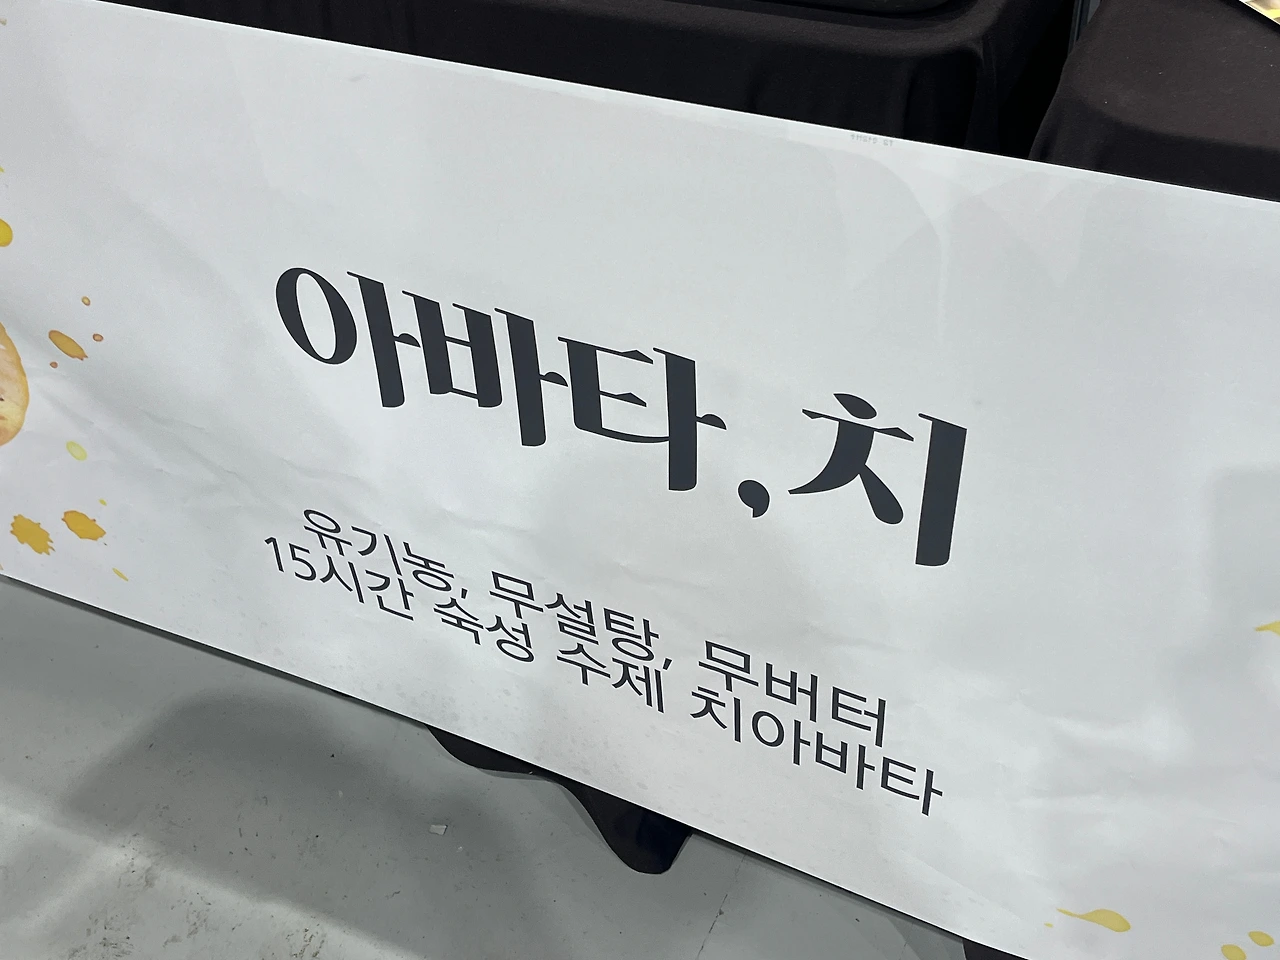 아바타,치
유기농, 무설탕, 무버터
15시간 숙성 수제 치아바타